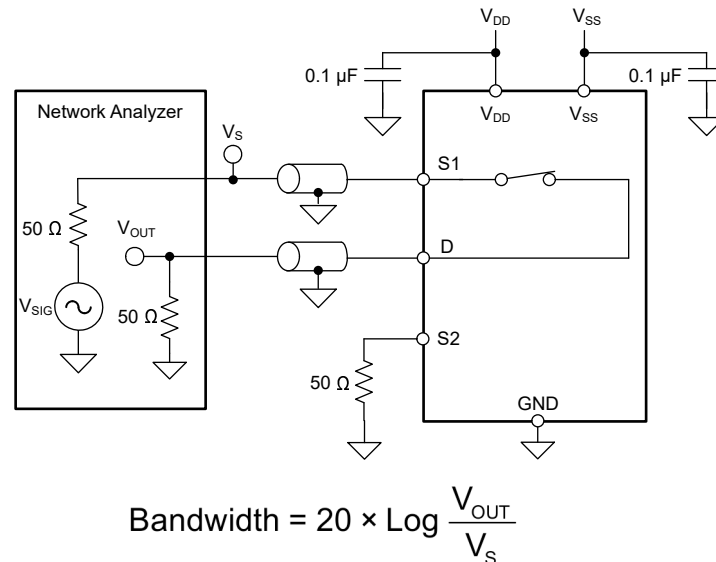 V_DD
V_SS
0.1 µF
0.1 µF
Network Analyzer
V_DD
V_SS
V_S
S1
50 Ω
V_OUT
D
V_SIG
50 Ω
S2
50 Ω
GND
Bandwidth = 20 × Log V_OUT / V_S